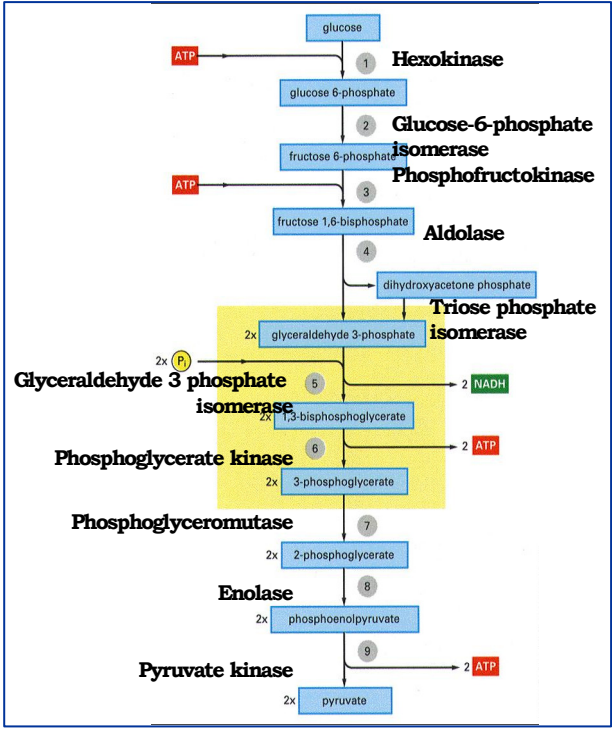 glucose
ATP
1
Hexokinase
glucose 6-phosphate
2
Glucose-6-phosphate
isomerase
fructose 6-phosphate
Phosphofructokinase
ATP
3
fructose 1,6-bisphosphate
Aldolase
4
dihydroxyacetone phosphate
Triose phosphate
isomerase
2x glyceraldehyde 3-phosphate
2x Pi
Glyceraldehyde 3 phosphate
isomerase
5
2 NADH
2x 1,3-bisphosphoglycerate
Phosphoglycerate kinase
6
2 ATP
2x 3-phosphoglycerate
Phosphoglyceromutase
7
2x 2-phosphoglycerate
Enolase
8
2x phosphoenolpyruvate
9
Pyruvate kinase
2 ATP
2x pyruvate